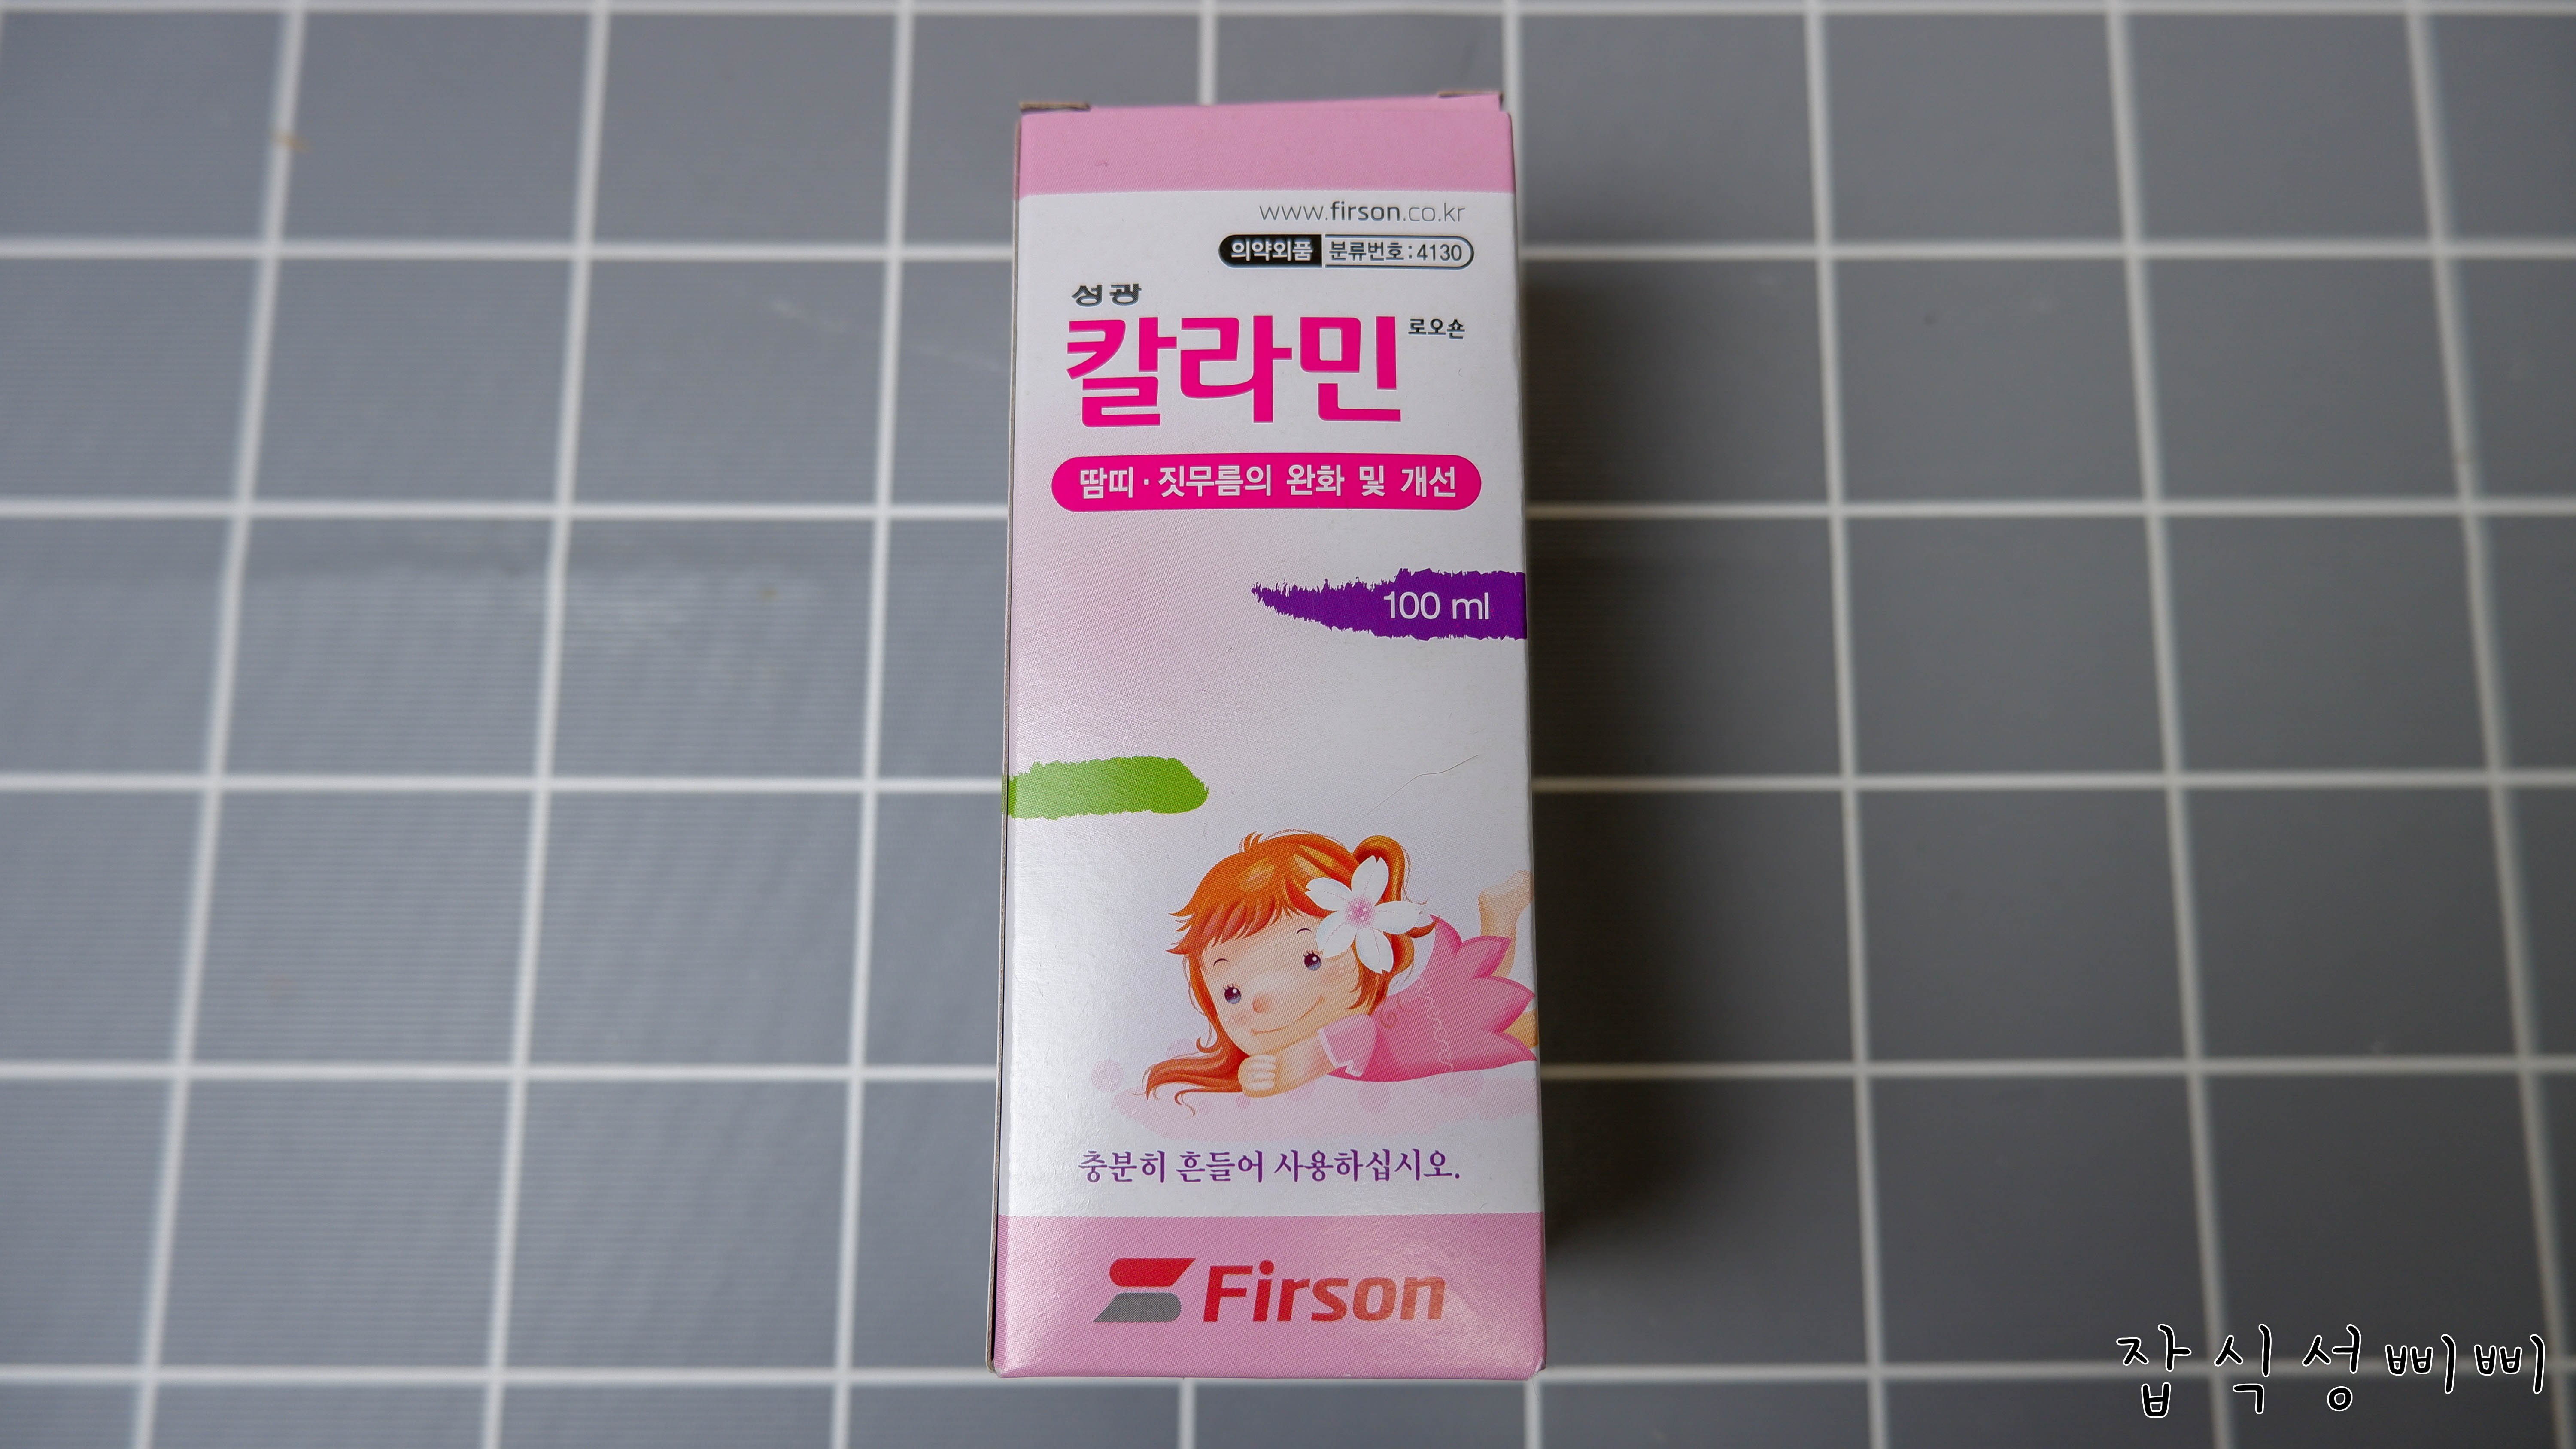 www.firson.co.kr
의약외품 분류번호:4130
성광
칼라민 로오숀
땀띠·짓무름의 완화 및 개선
100 ml
충분히 흔들어 사용하십시오.
Firson
잡식성삐삐